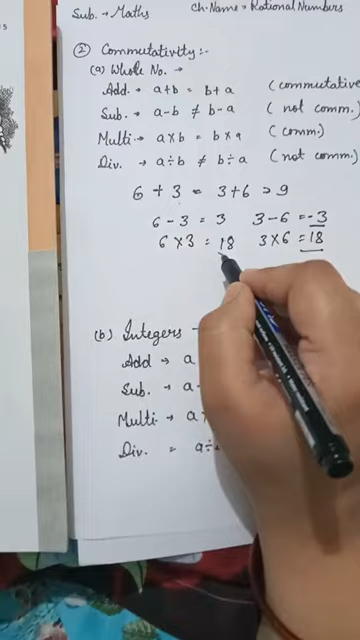 Sub. → Maths Ch. Name → Rational Numbers
② Commutativity :-
(a) Whole No. →
Add. → a+b = b+a (commutative
Sub. → a-b ≠ b-a (not comm.)
Multi → a×b = b×a (comm.)
Div. → a÷b ≠ b÷a (not comm.)
6 + 3 = 3+6 = 9
6 - 3 = 3 3-6 = -3
6 × 3 = 18 3×6 = 18
(b) Integers
Add → a
Sub. → a-
Multi → a×
Div. = a÷